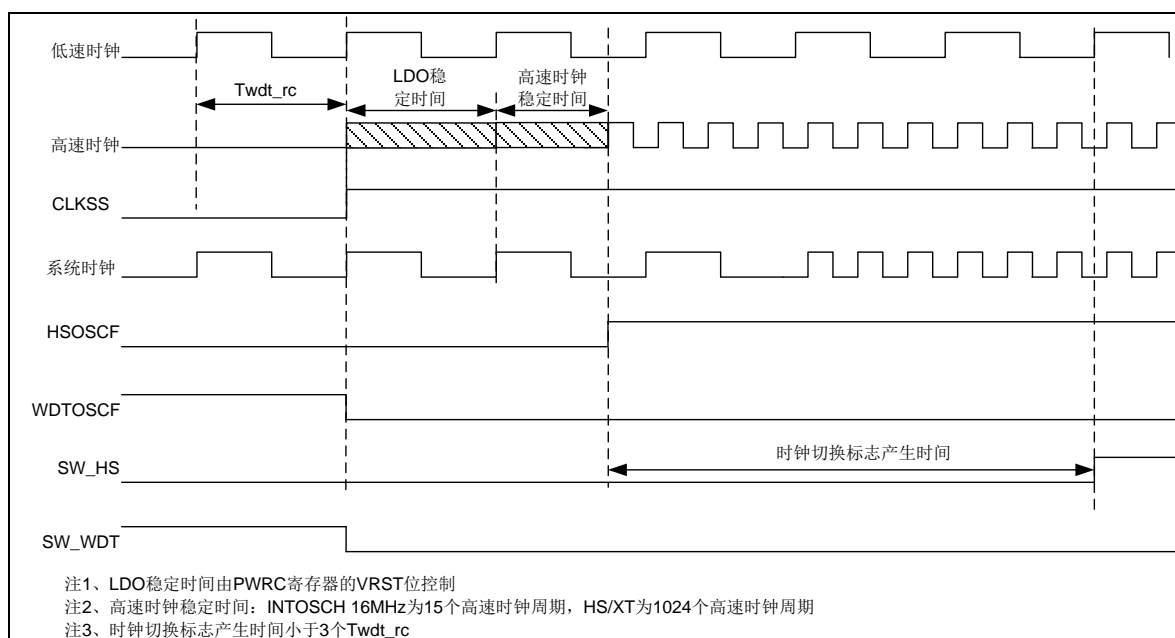 低速时钟
Twdt_rc
LDO稳
定时间
高速时钟
稳定时间
高速时钟
CLKSS
系统时钟
HSOSCF
WDTOSCF
SW_HS
时钟切换标志产生时间
SW_WDT
注1、LDO稳定时间由PWRC寄存器的VRST位控制
注2、高速时钟稳定时间：INTOSCH 16MHz为15个高速时钟周期，HS/XT为1024个高速时钟周期
注3、时钟切换标志产生时间小于3个Twdt_rc